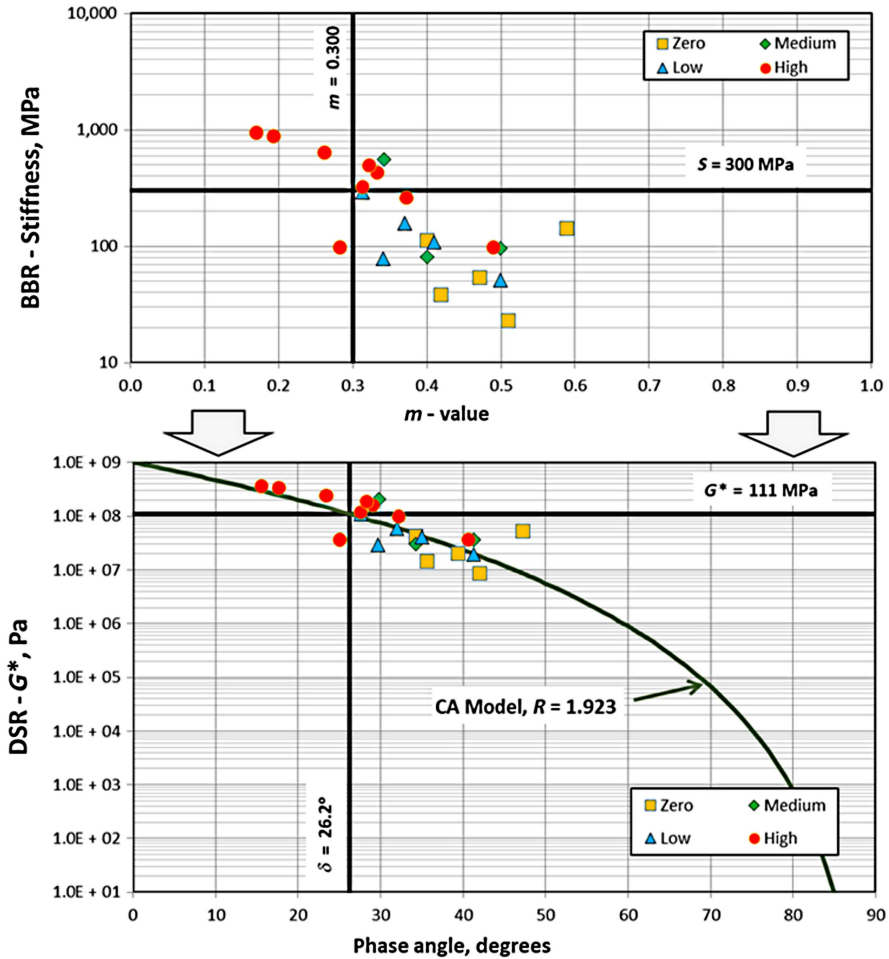 10,000
1,000
100
10
BBR - Stiffness, MPa
m = 0.300
Zero
Medium
Low
High
S = 300 MPa
0.0 0.1 0.2 0.3 0.4 0.5 0.6 0.7 0.8 0.9 1.0
m - value
1.0E + 09
1.0E + 08
1.0E + 07
1.0E + 06
1.0E + 05
1.0E + 04
1.0E + 03
1.0E + 02
1.0E + 01
DSR - G*, Pa
G* = 111 MPa
CA Model, R = 1.923
δ = 26.2°
Zero
Medium
Low
High
0 10 20 30 40 50 60 70 80 90
Phase angle, degrees